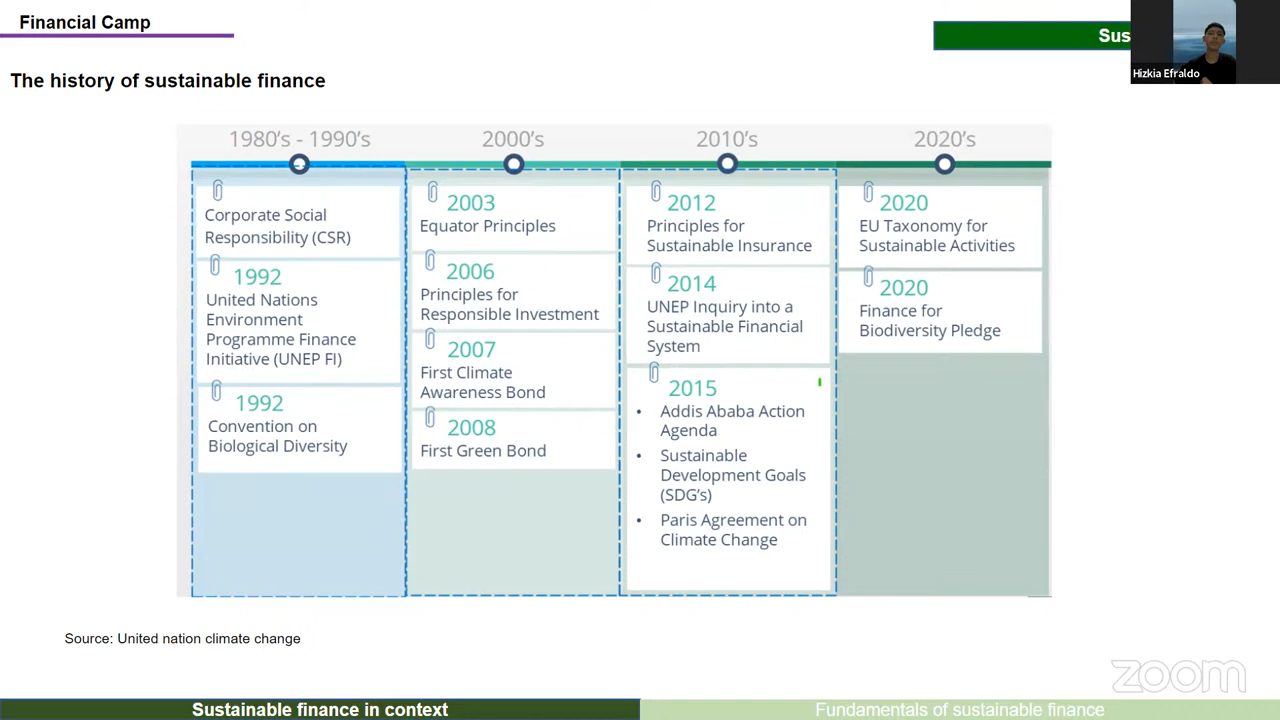 Financial Camp
Sus
Hizkia Efraldo
The history of sustainable finance
1980's - 1990's
2000's
2010's
2020's
Corporate Social
Responsibility (CSR)
1992
United Nations
Environment
Programme Finance
Initiative (UNEP FI)
1992
Convention on
Biological Diversity
2003
Equator Principles
2006
Principles for
Responsible Investment
2007
First Climate
Awareness Bond
2008
First Green Bond
2012
Principles for
Sustainable Insurance
2014
UNEP Inquiry into a
Sustainable Financial
System
2015
• Addis Ababa Action
Agenda
• Sustainable
Development Goals
(SDG's)
• Paris Agreement on
Climate Change
2020
EU Taxonomy for
Sustainable Activities
2020
Finance for
Biodiversity Pledge
Source: United nation climate change
zoom
Sustainable finance in context
Fundamentals of sustainable finance